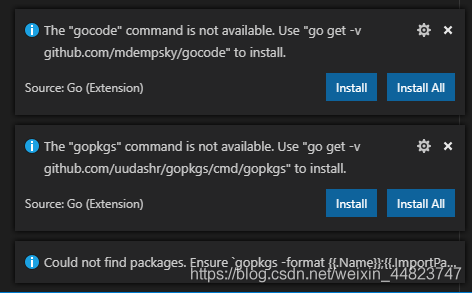 The "gocode" command is not available. Use "go get -v
github.com/mdempsky/gocode" to install.
Source: Go (Extension)
Install
Install All
The "gopkgs" command is not available. Use "go get -v
github.com/uudashr/gopkgs/cmd/gopkgs" to install.
Source: Go (Extension)
Install
Install All
Could not find packages. Ensure `gopkgs -format {{.Name}};{{.ImportPa...
https://blog.csdn.net/weixin_44823747